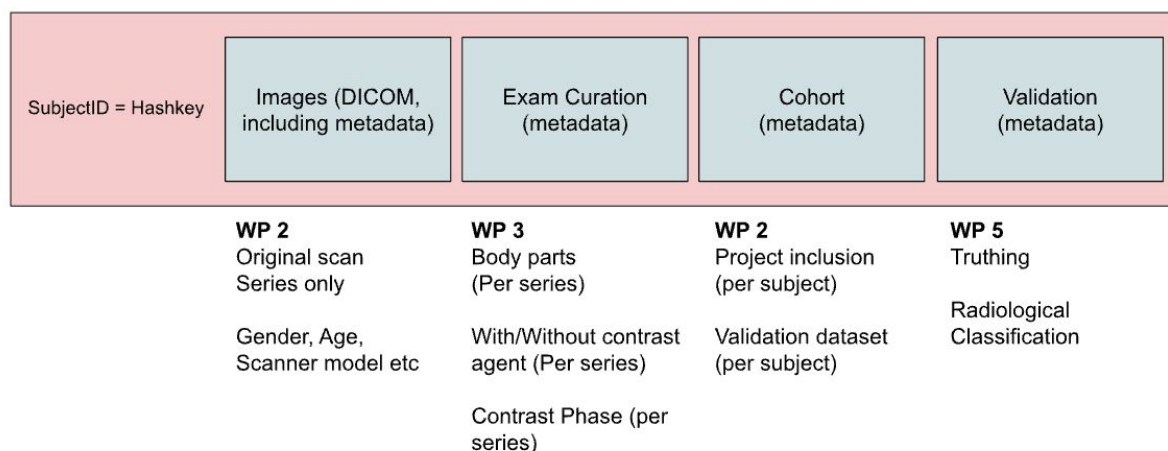 SubjectID = Hashkey
Images (DICOM,
including metadata)
Exam Curation
(metadata)
Cohort
(metadata)
Validation
(metadata)
WP 2
Original scan
Series only
Gender, Age,
Scanner model etc
WP 3
Body parts
(Per series)
With/Without contrast
agent (Per series)
Contrast Phase (per
series)
WP 2
Project inclusion
(per subject)
Validation dataset
(per subject)
WP 5
Truthing
Radiological
Classification